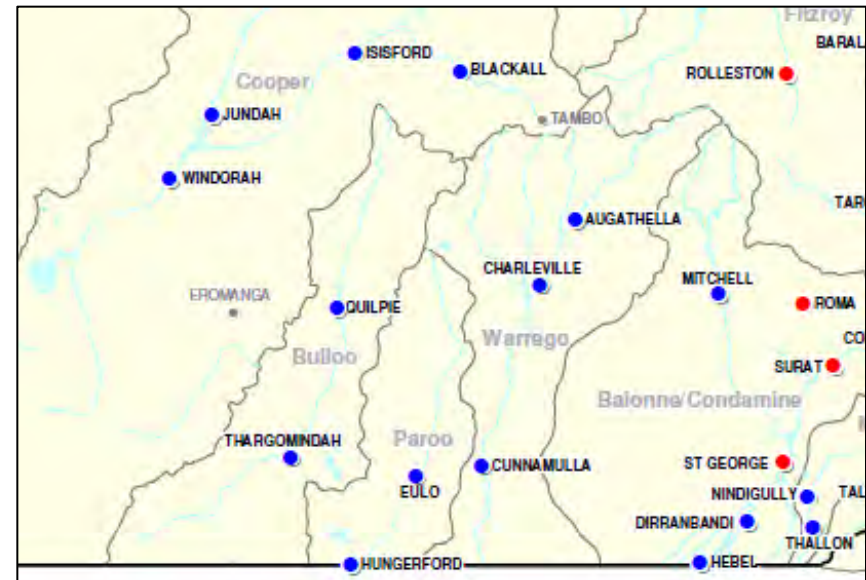 Fitzroy
BARAL
ISISFORD
BLACKALL
ROLLESTON
Cooper
JUNDAH
TAMBO
WINDORAH
TARO
AUGATHELLA
CHARLEVILLE
MITCHELL
EROMANGA
QUILPIE
ROMA
Warrego
CO
Bulloo
SURAT
Balonne/Condamine
THARGOMINDAH
Paroo
CUNNAMULLA
ST GEORGE
EULO
NINDIGULLY
TAL
DIRRANBANDI
THALLON
HUNGERFORD
HEBEL